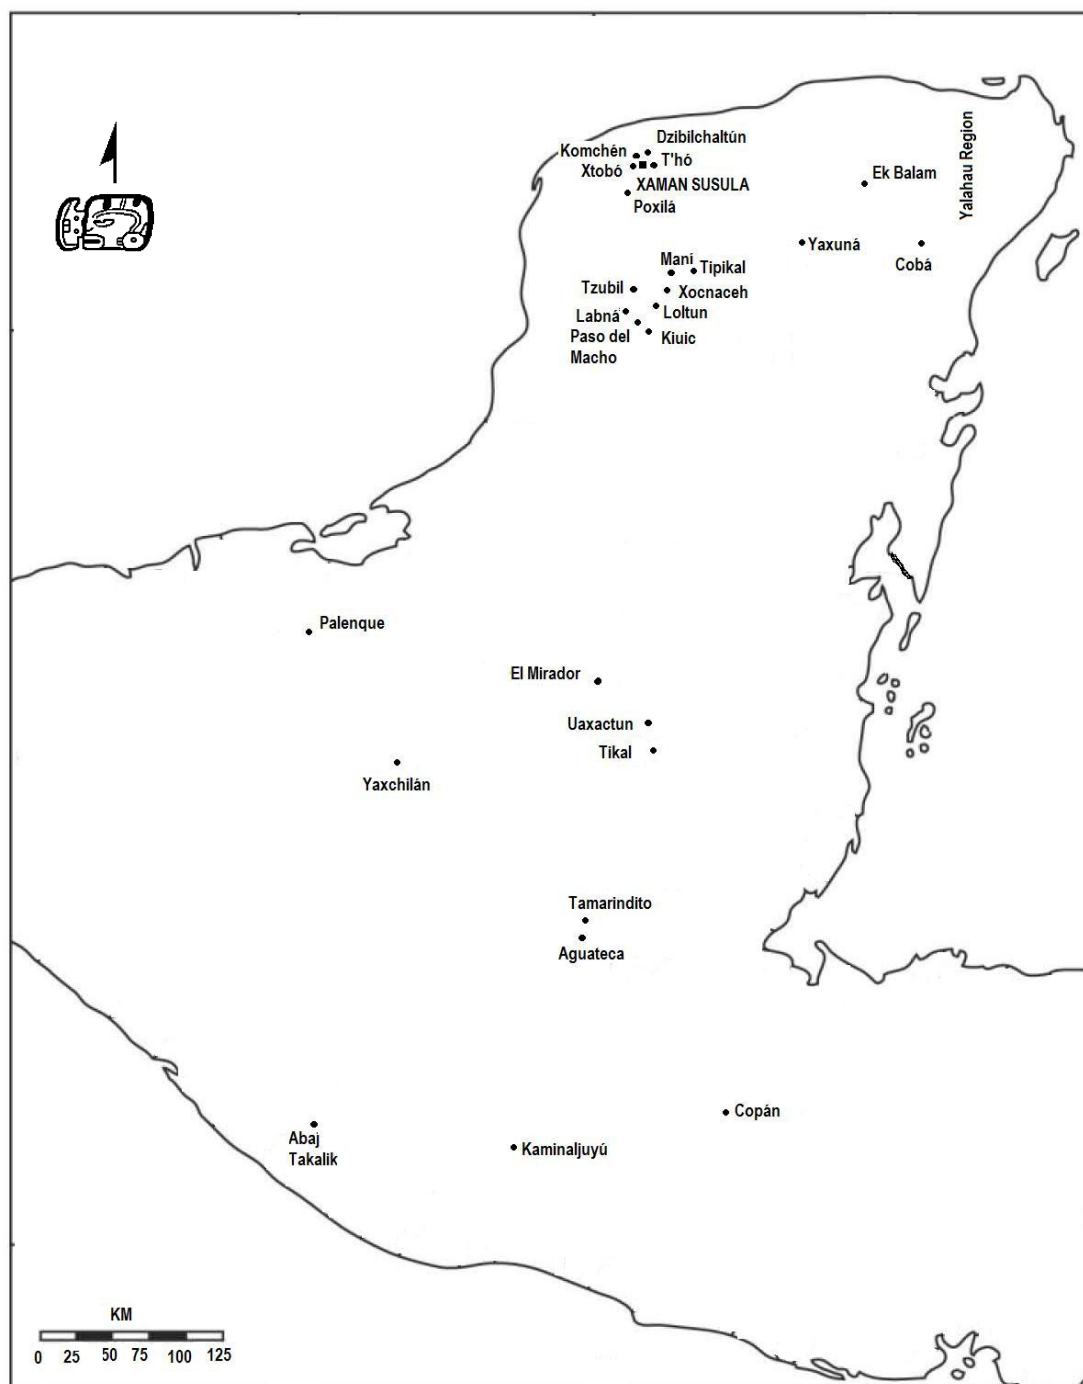 Dzibilchaltún
Komchén
T'hó
Xtobó
XAMAN SUSULA
Poxilá
Ek Balam
Yalahau Region
Yaxuná
Cobá
Maní
Tipikal
Tzubil
Xocnaceh
Loltun
Labná
Paso del
Macho
Kiuic
Palenque
El Mirador
Uaxactun
Tikal
Yaxchilán
Tamarindito
Aguateca
Copán
Abaj
Takalik
Kaminaljuyú
KM
0 25 50 75 100 125